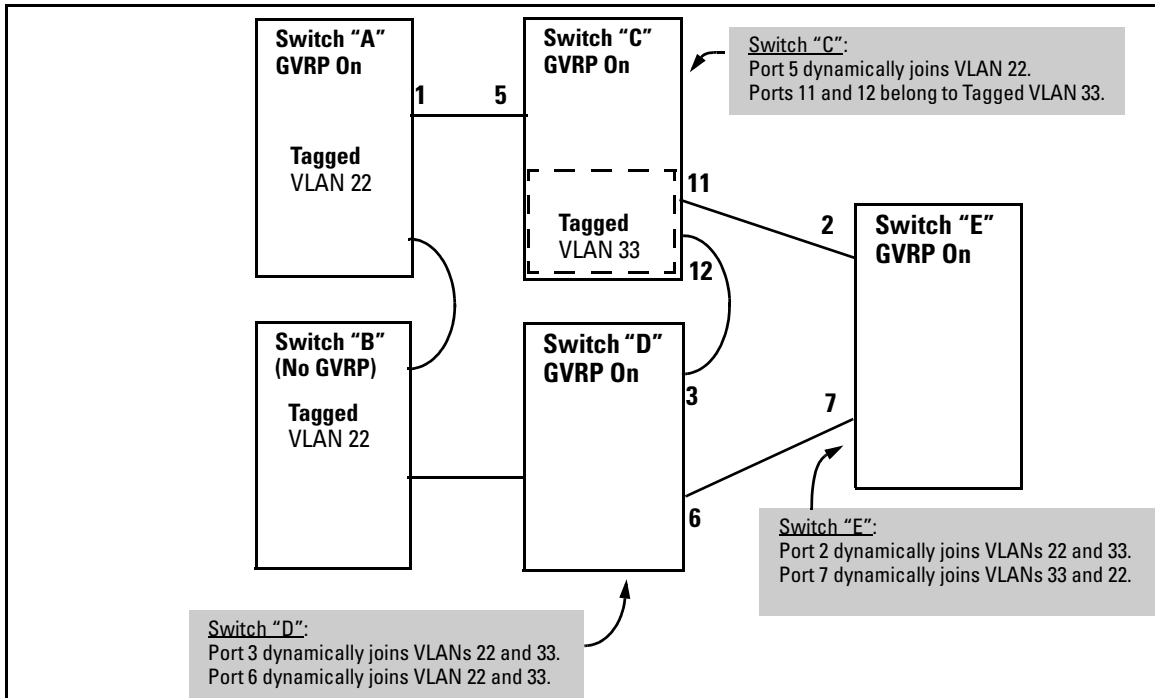 Switch “A”
GVRP On
1
Tagged
VLAN 22
5
Switch “C”
GVRP On
11
Tagged
VLAN 33
12
Switch “C”:
Port 5 dynamically joins VLAN 22.
Ports 11 and 12 belong to Tagged VLAN 33.
2
Switch “E”
GVRP On
7
Switch “B”
(No GVRP)
Tagged
VLAN 22
Switch “D”
GVRP On
3
6
Switch “E”:
Port 2 dynamically joins VLANs 22 and 33.
Port 7 dynamically joins VLANs 33 and 22.
Switch “D”:
Port 3 dynamically joins VLANs 22 and 33.
Port 6 dynamically joins VLAN 22 and 33.